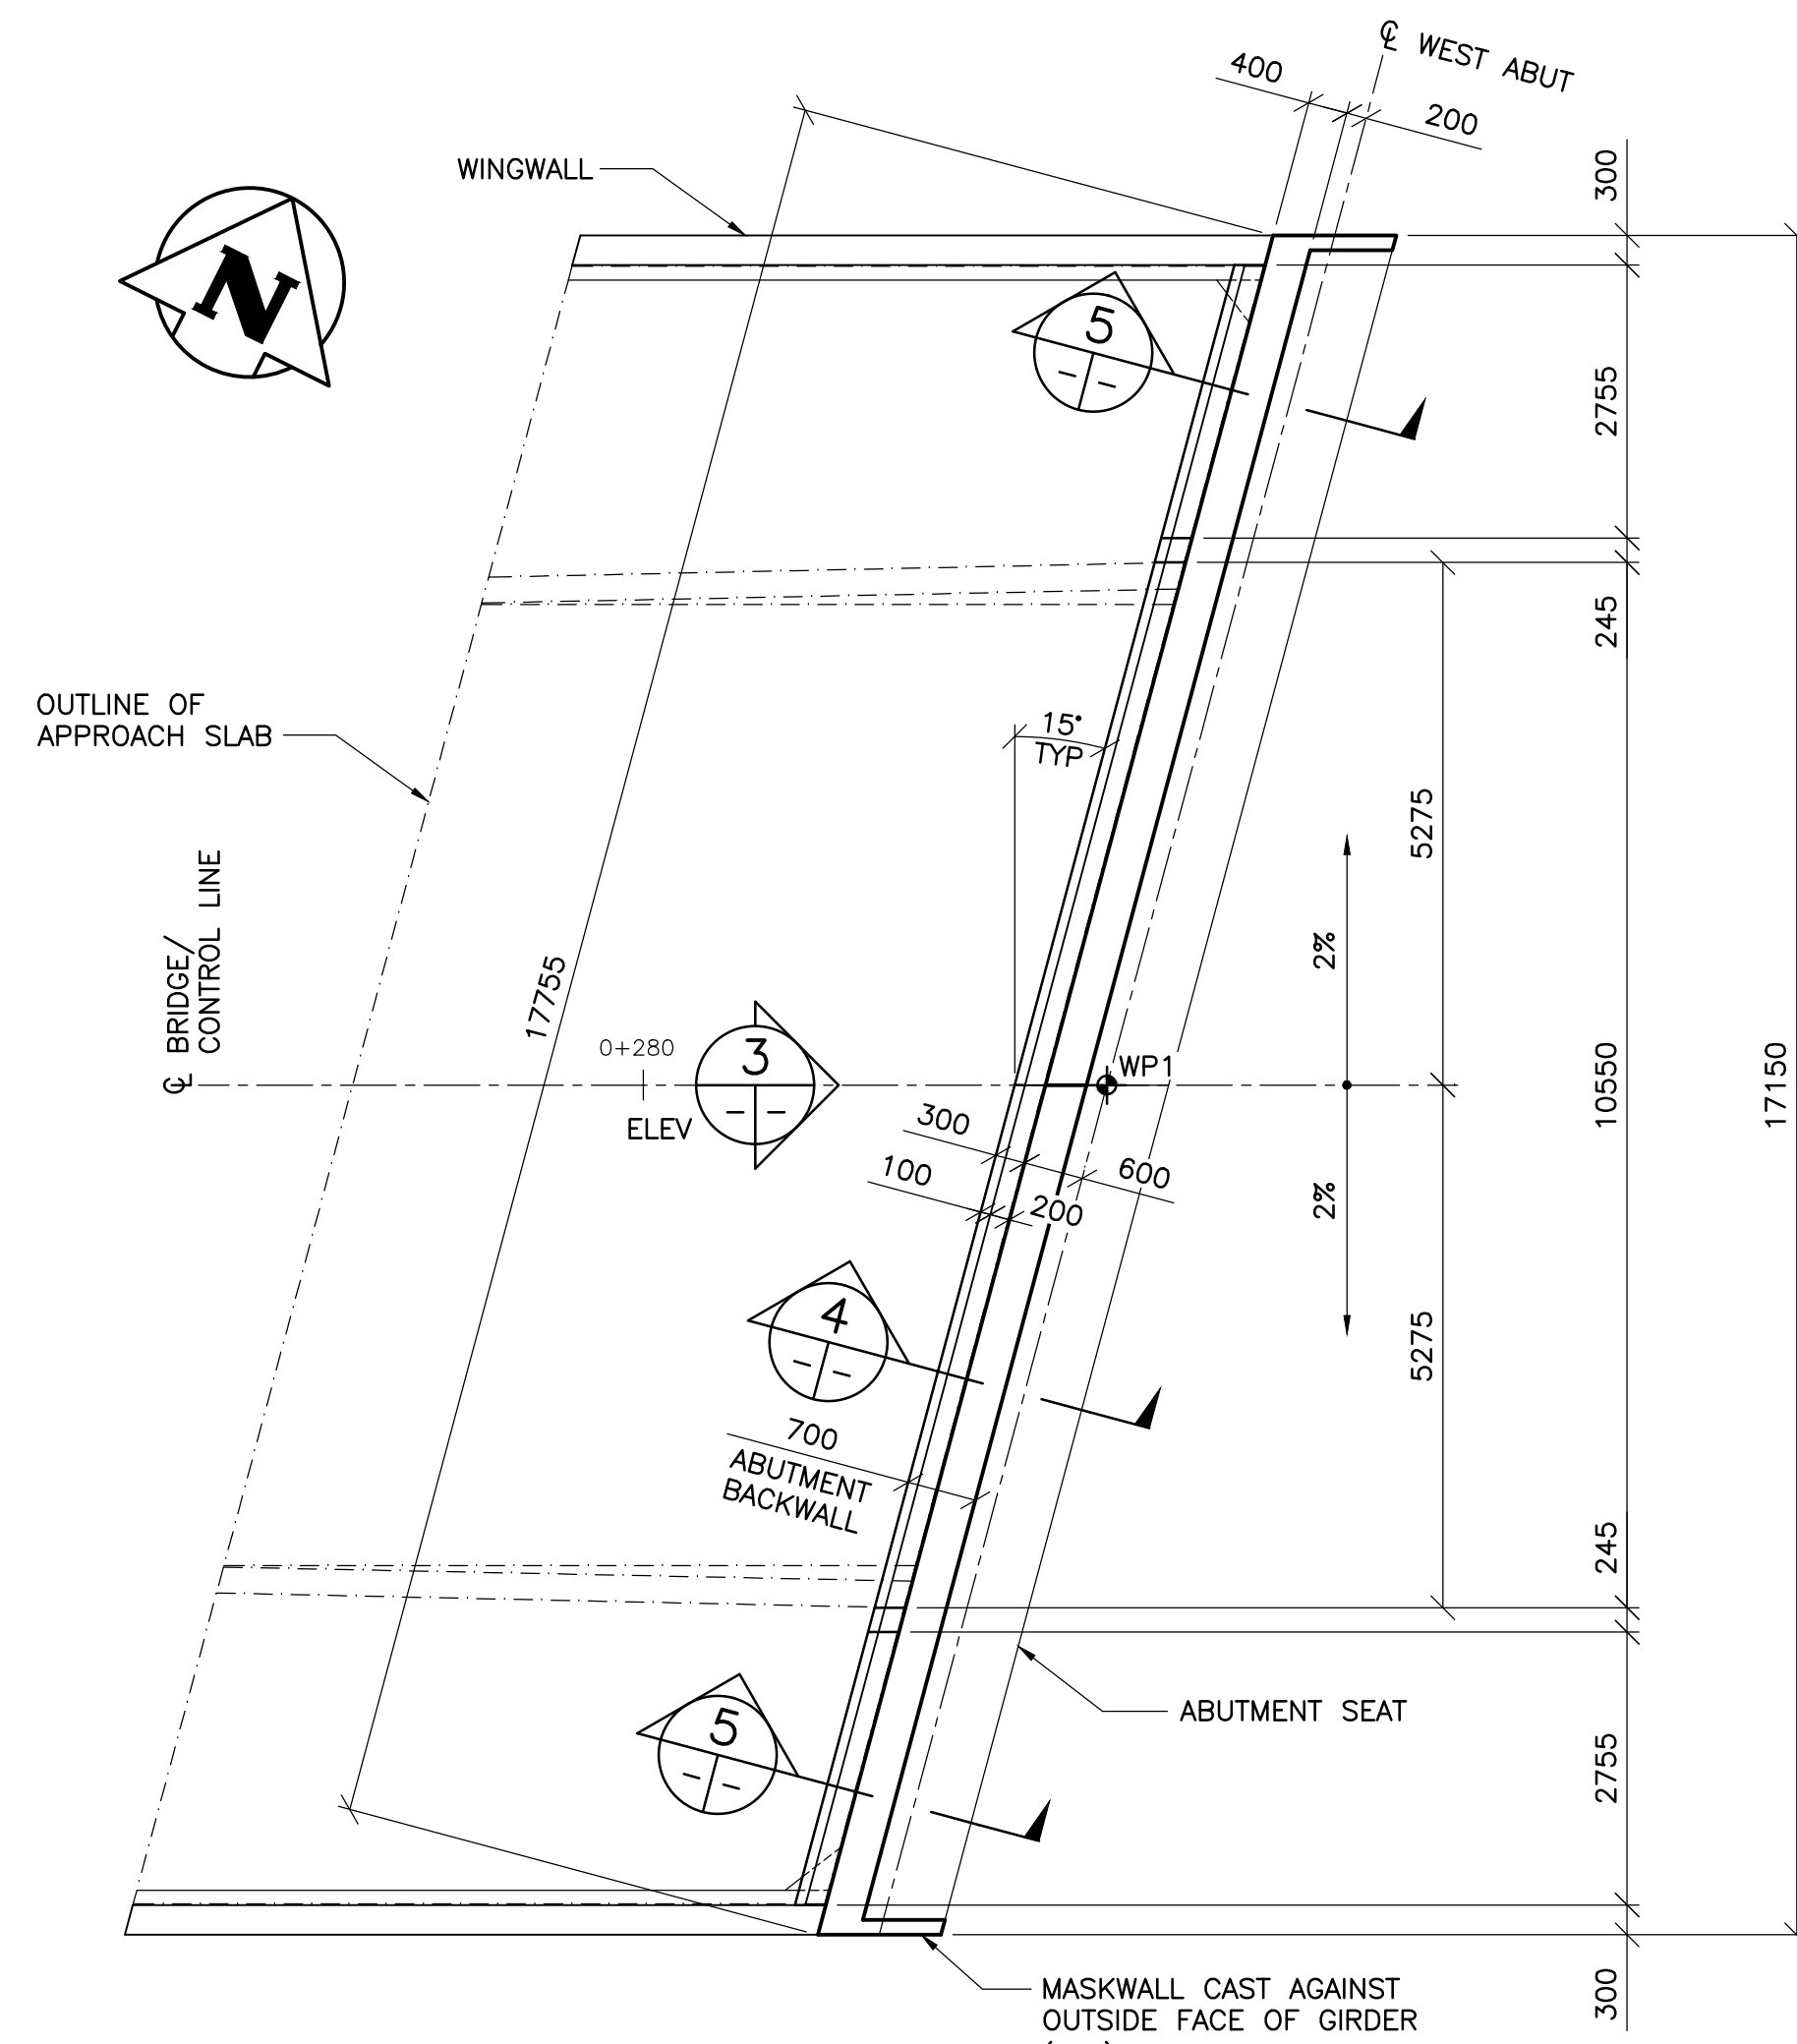 ℄ WEST ABUT
400
200
WINGWALL
300
N
5
2755
245
OUTLINE OF
APPROACH SLAB
15°
TYP
5275
℄ BRIDGE/
CONTROL LINE
2%
17755
0+280
3
ELEV
WP1
10550
17150
300
600
100
200
2%
4
5275
700
ABUTMENT
BACKWALL
245
5
ABUTMENT SEAT
2755
MASKWALL CAST AGAINST
OUTSIDE FACE OF GIRDER
300